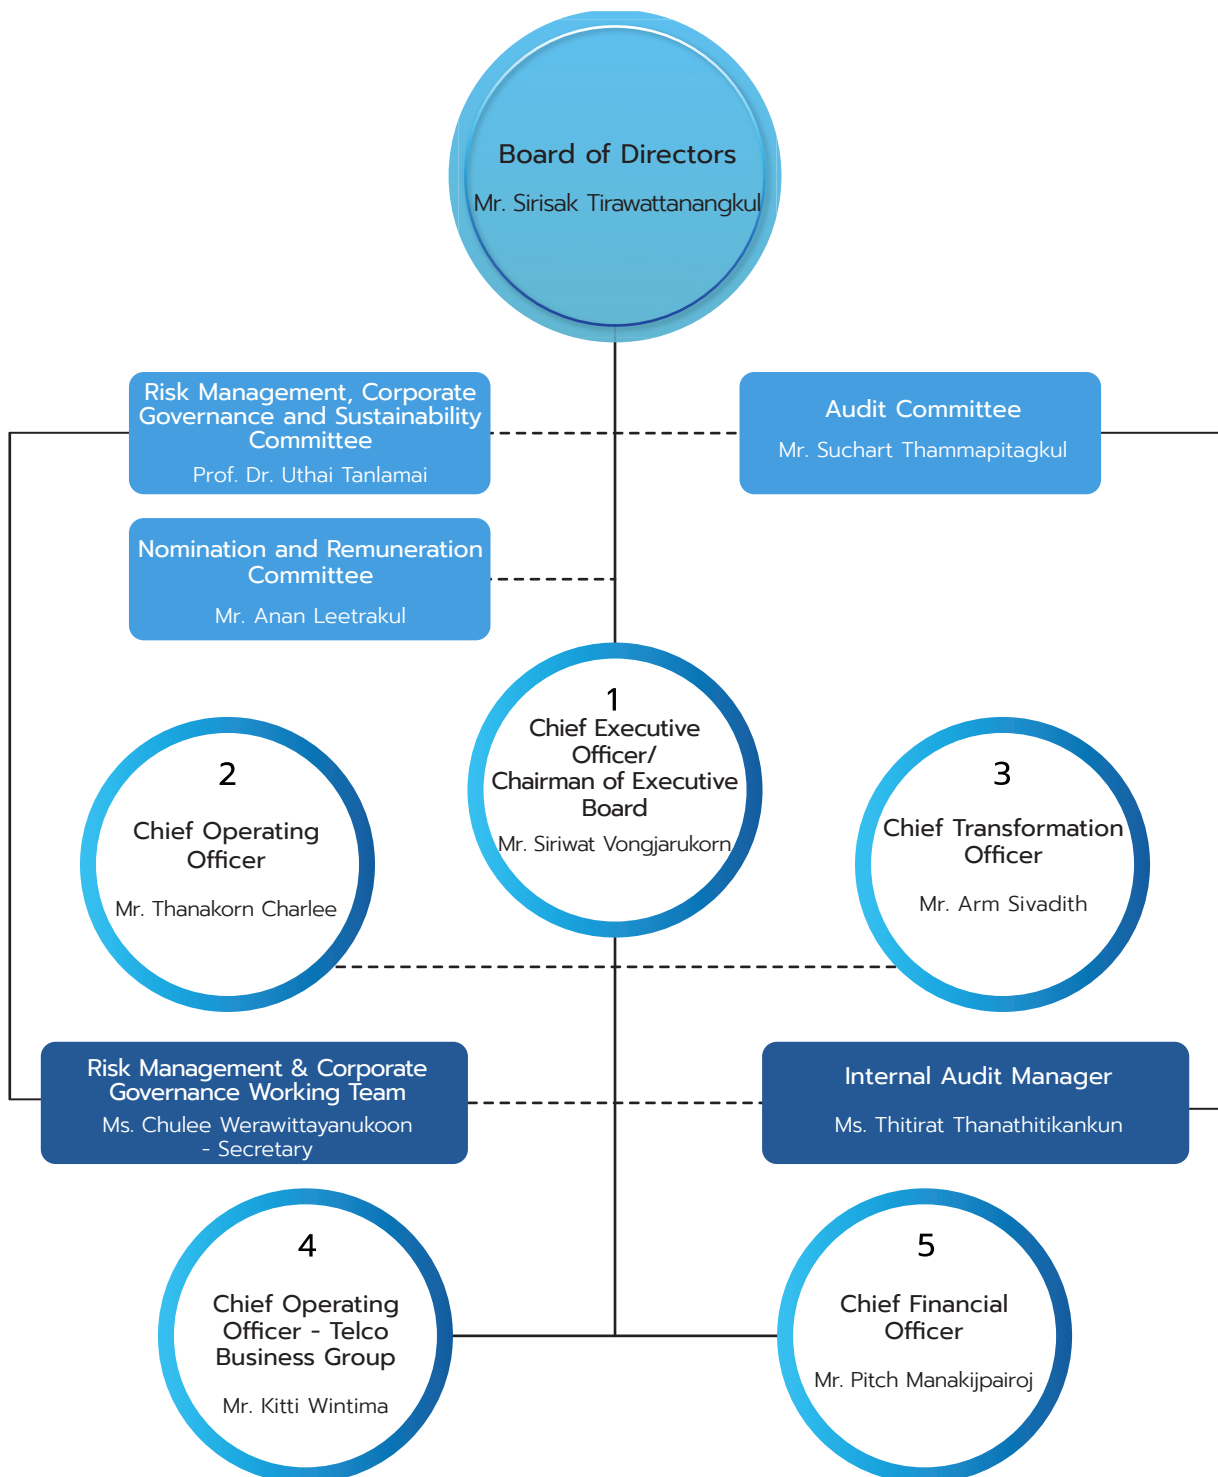 Board of Directors
Mr. Sirisak Tirawattanangkul
Risk Management, Corporate
Governance and Sustainability
Committee
Prof. Dr. Uthai Tanlamai
Audit Committee
Mr. Suchart Thammapitagkul
Nomination and Remuneration
Committee
Mr. Anan Leetrakul
1
Chief Executive
Officer/
Chairman of Executive
Board
Mr. Siriwat Vongjarukorn
2
Chief Operating
Officer
Mr. Thanakorn Charlee
3
Chief Transformation
Officer
Mr. Arm Sivadith
Risk Management & Corporate
Governance Working Team
Ms. Chulee Werawittayanukoon
- Secretary
Internal Audit Manager
Ms. Thitirat Thanathitikankun
4
Chief Operating
Officer - Telco
Business Group
Mr. Kitti Wintima
5
Chief Financial
Officer
Mr. Pitch Manakijpairoj